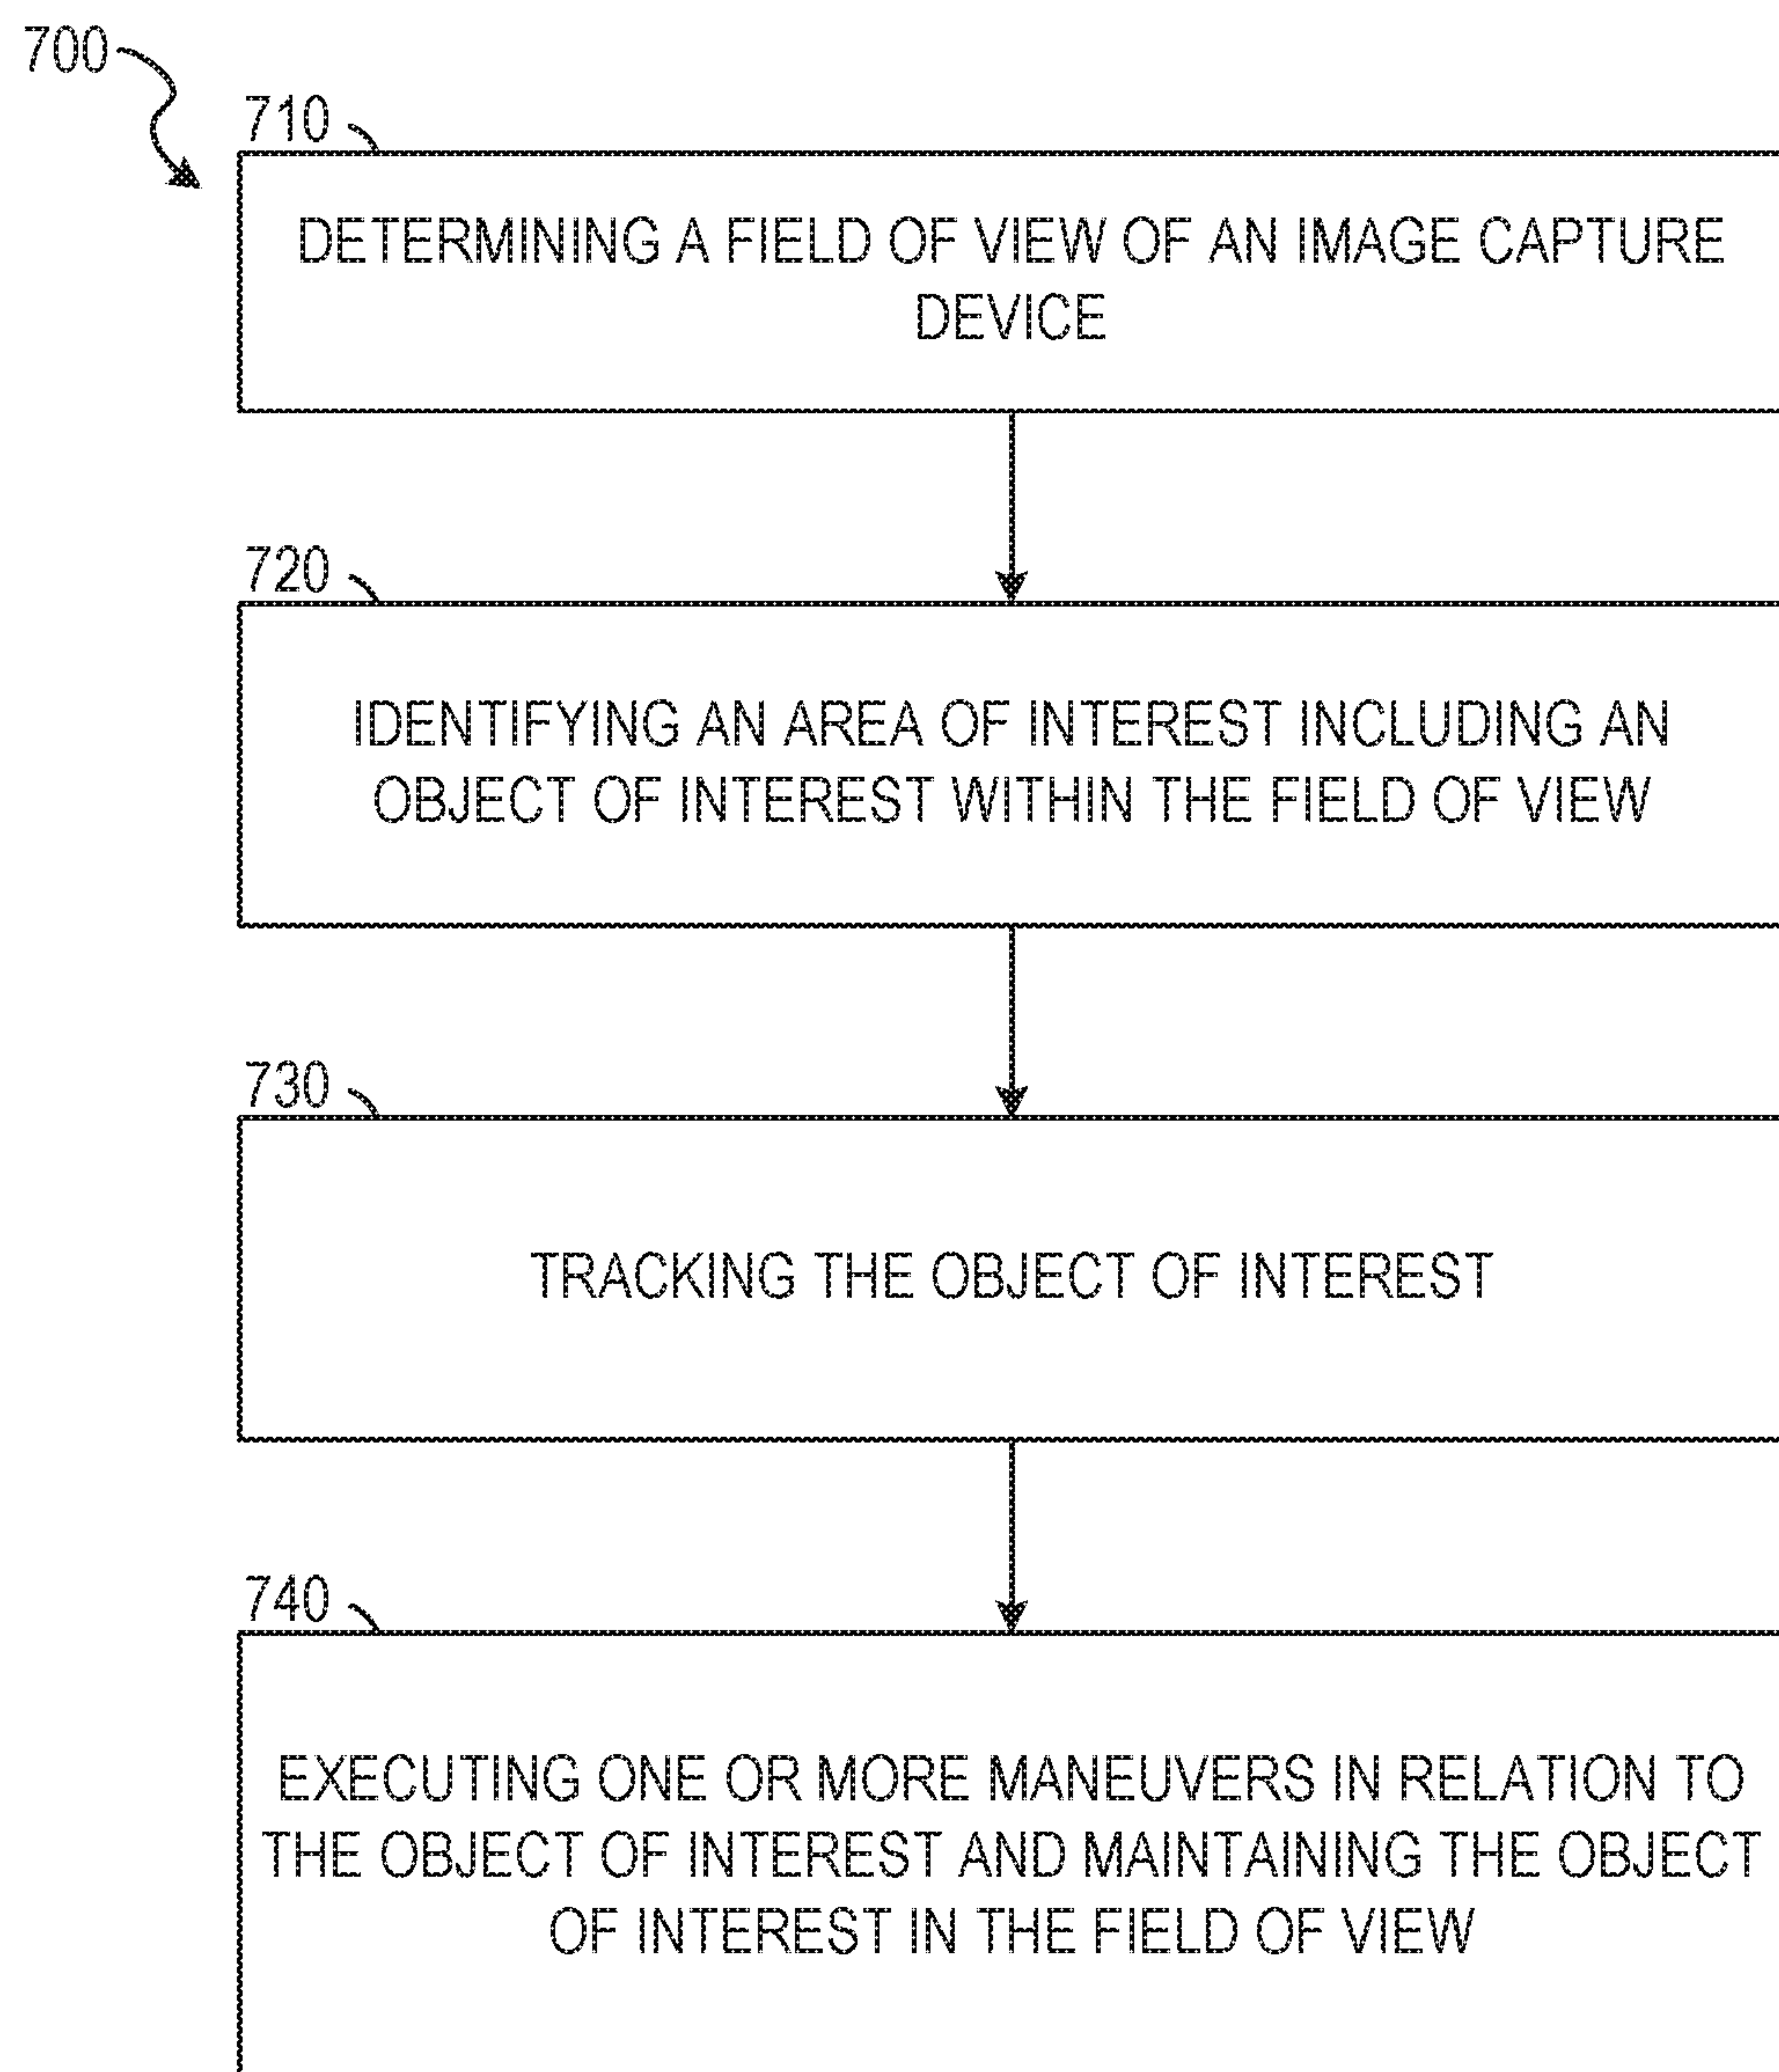 700
710
DETERMINING A FIELD OF VIEW OF AN IMAGE CAPTURE
DEVICE
720
IDENTIFYING AN AREA OF INTEREST INCLUDING AN
OBJECT OF INTEREST WITHIN THE FIELD OF VIEW
730
TRACKING THE OBJECT OF INTEREST
740
EXECUTING ONE OR MORE MANEUVERS IN RELATION TO
THE OBJECT OF INTEREST AND MAINTAINING THE OBJECT
OF INTEREST IN THE FIELD OF VIEW